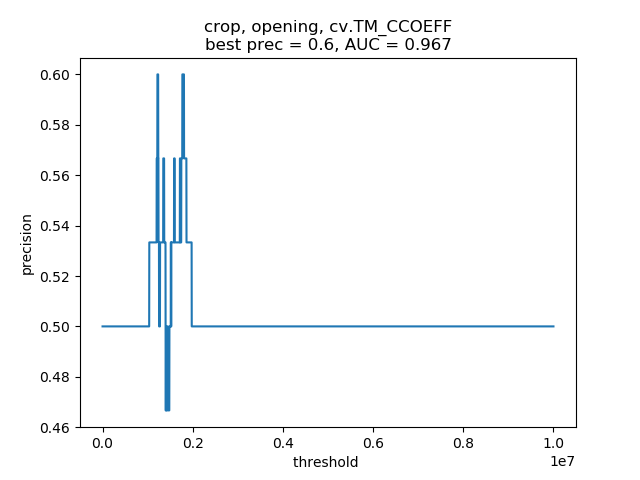 crop, opening, cv.TM_CCOEFF
best prec = 0.6, AUC = 0.967
0.60
0.58
0.56
0.54
0.52
0.50
0.48
0.46
precision
0.0
0.2
0.4
0.6
0.8
1.0
1e7
threshold